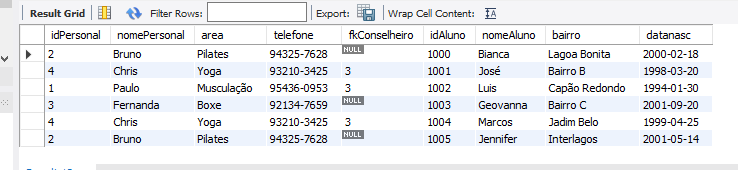 Result Grid Filter Rows: Export: Wrap Cell Content:
idPersonal nomePersonal area telefone fkConselheiro idAluno nomeAluno bairro datanasc
2 Bruno Pilates 94325-7628 NULL 1000 Bianca Lagoa Bonita 2000-02-18
4 Chris Yoga 93210-3425 3 1001 José Bairro B 1998-03-20
1 Paulo Musculação 95436-0953 3 1002 Luis Capão Redondo 1994-01-30
3 Fernanda Boxe 92134-7659 NULL 1003 Geovanna Bairro C 2001-09-20
4 Chris Yoga 93210-3425 3 1004 Marcos Jadim Belo 1999-04-25
2 Bruno Pilates 94325-7628 NULL 1005 Jennifer Interlagos 2001-05-14